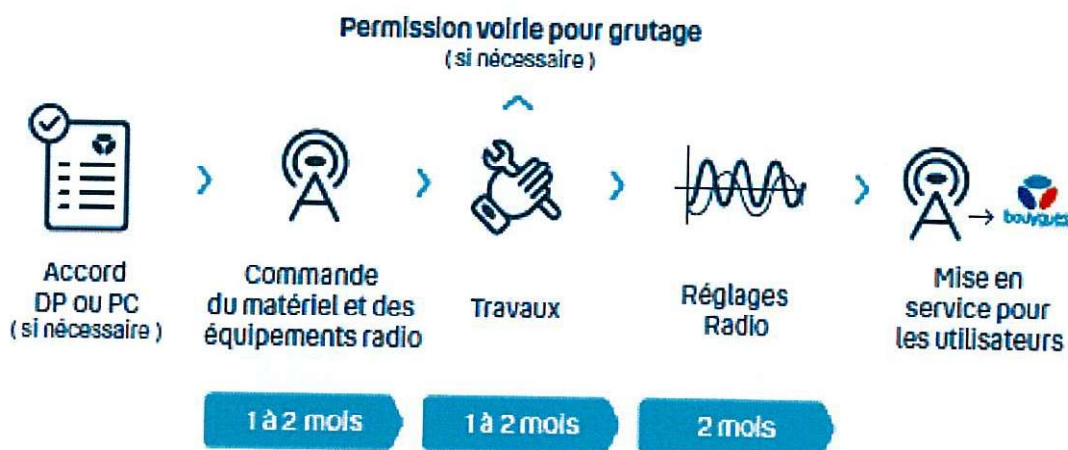 Permission voirie pour grutage
(si nécessaire)
Accord
DP ou PC
(si nécessaire)
Commande
du matériel et des
équipements radio
Travaux
Réglages
Radio
bouygues
Mise en
service pour
les utilisateurs
1 à 2 mois
1 à 2 mois
2 mois